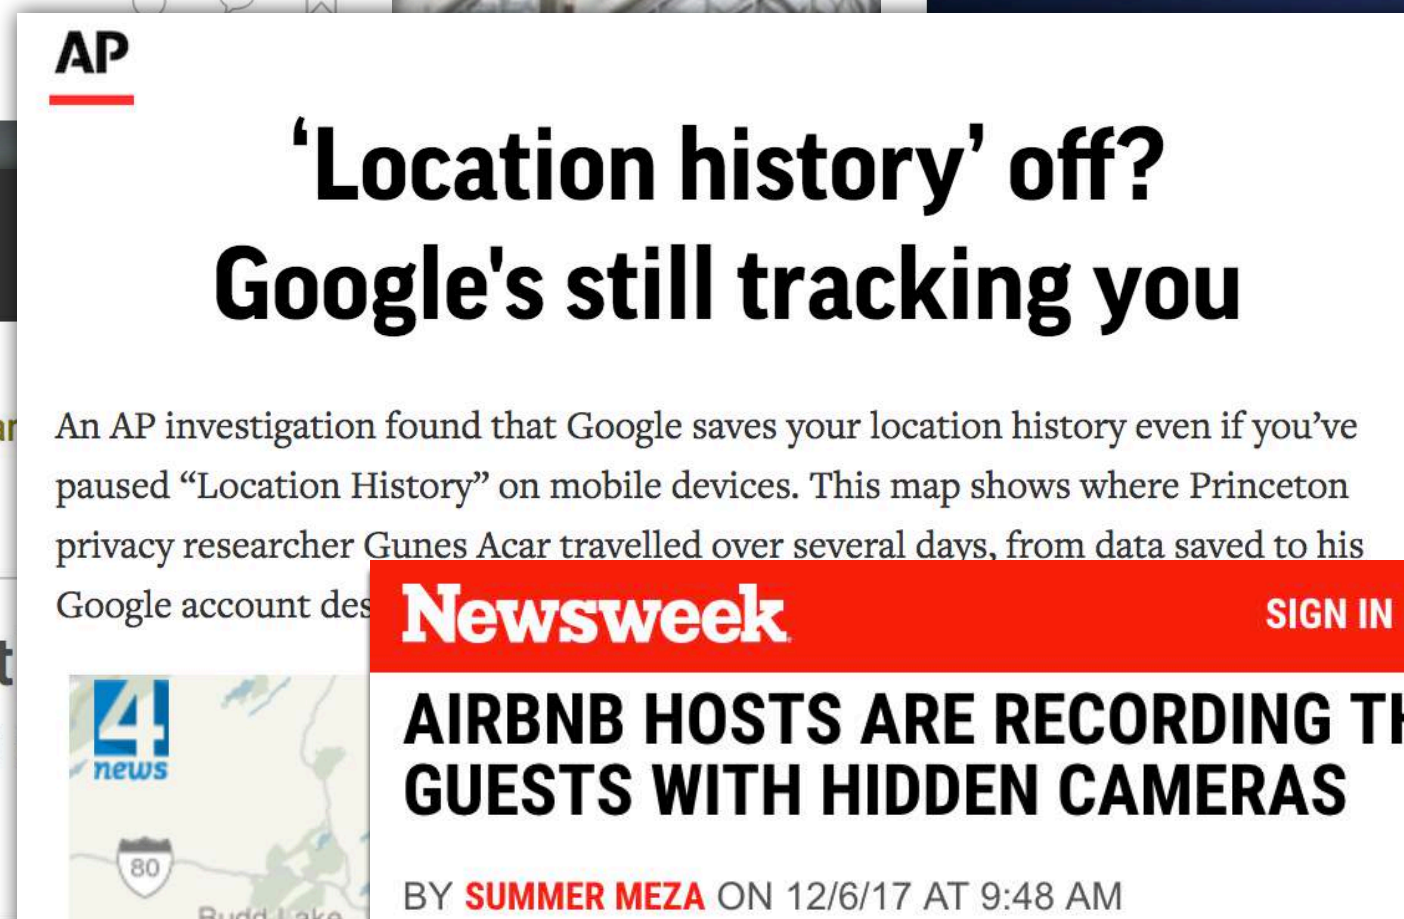 AP
‘Location history’ off?
Google's still tracking you
An AP investigation found that Google saves your location history even if you’ve
paused “Location History” on mobile devices. This map shows where Princeton
privacy researcher Gunes Acar travelled over several days, from data saved to his
Google account
Newsweek
SIGN IN
AIRBNB HOSTS ARE RECORDING
GUESTS WITH HIDDEN CAMERAS
BY SUMMER MEZA ON 12/6/17 AT 9:48 AM
4
news
80
Budd Lake